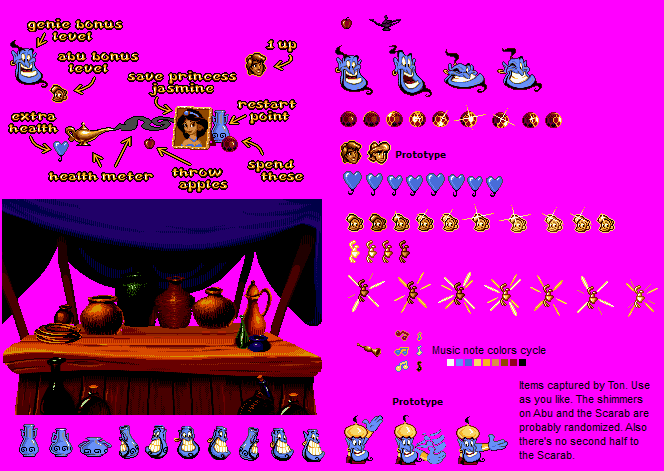 genie bonus
level
abu bonus
level
1 up
save princess
jasmine
restart
point
extra
health
health meter
throw
apples
spend
these
Prototype
Music note colors cycle
Prototype
Items captured by Ton. Use
as you like. The shimmers
on Abu and the Scarab are
probably randomized. Also
there's no second half to
the Scarab.